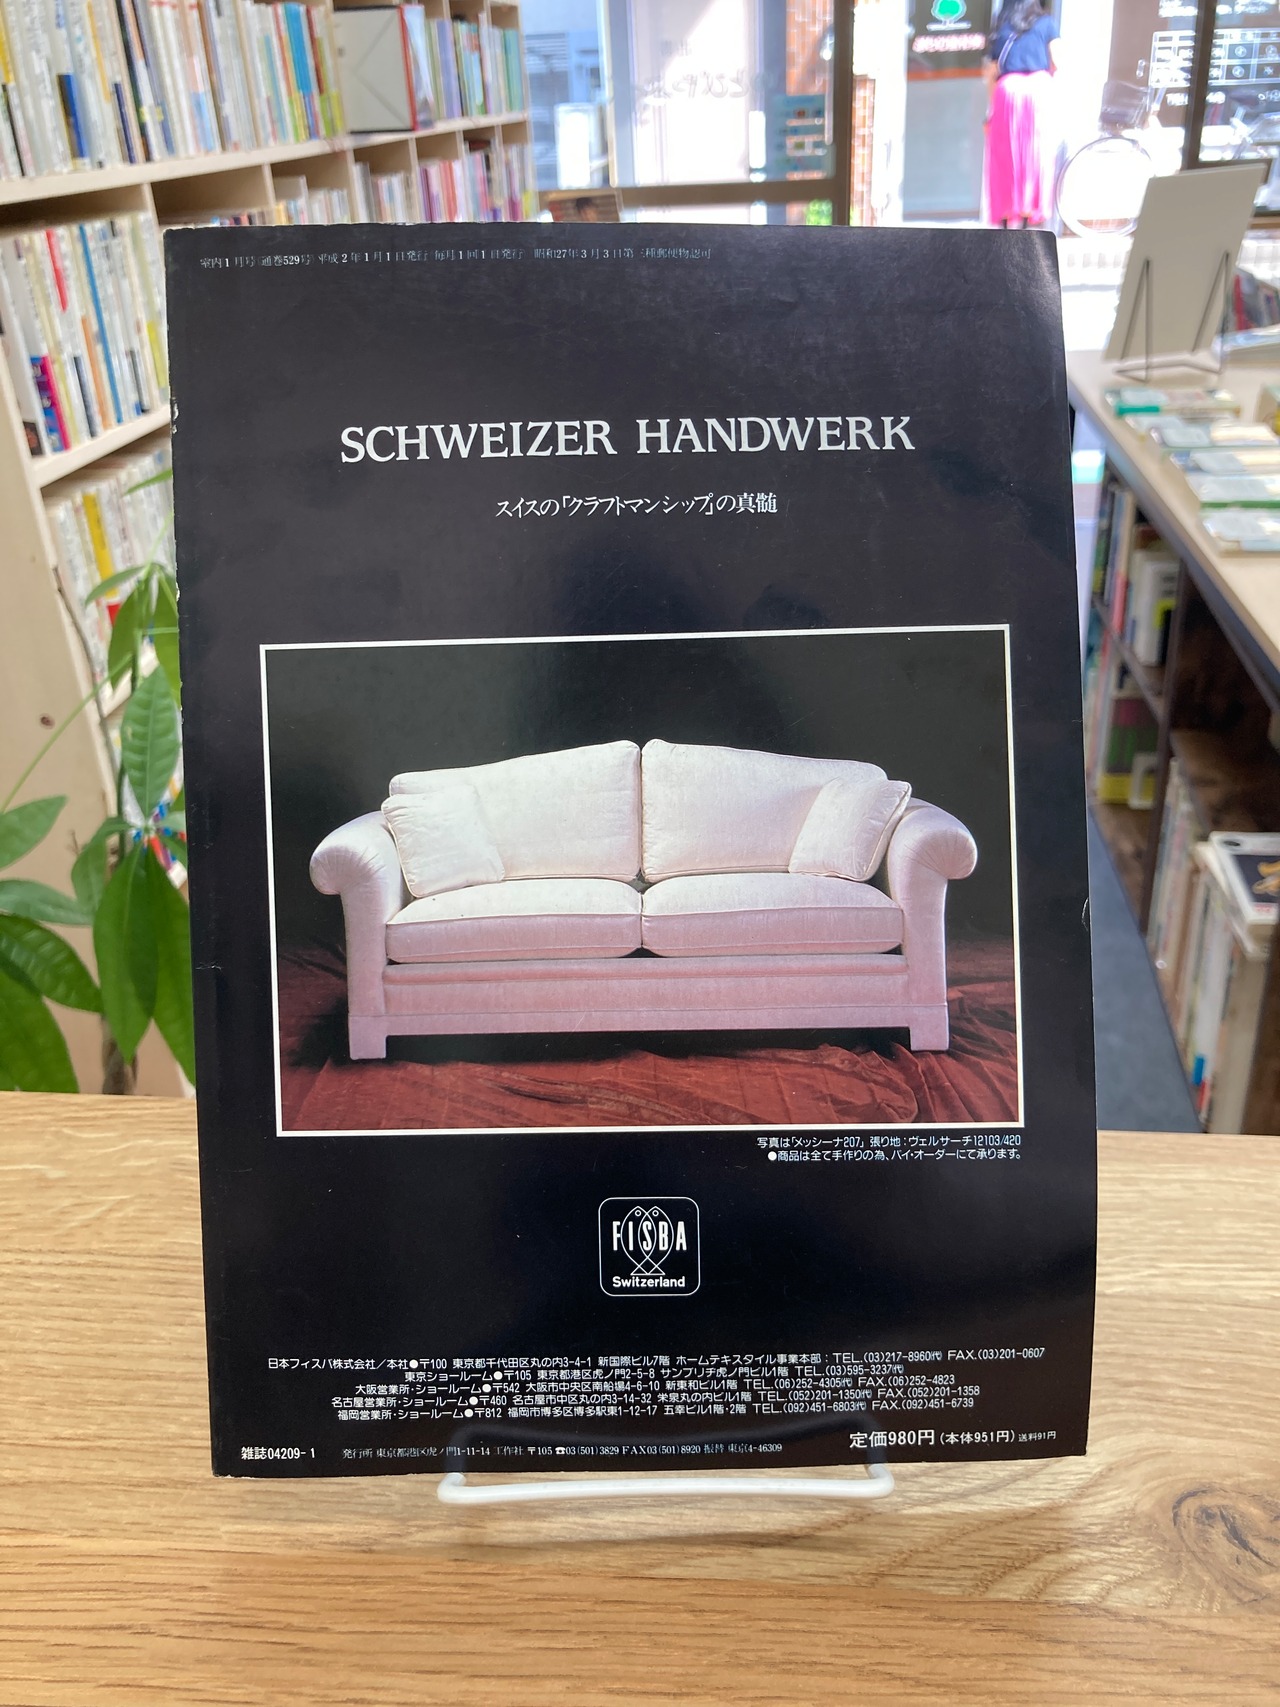 室内1月号(通巻529号)平成2年1月1日発行 毎月1回1日発行 昭和27年3月3日第三種郵便物認可
SCHWEIZER HANDWERK
スイスの「クラフトマンシップ」の真髄
写真は「メッシーナ207」張り地:ヴェルサーチ12103/420
●商品は全て手作りの為、バイ・オーダーにて承ります。
FISBA
Switzerland
日本フィスバ株式会社/本社●〒100 東京都千代田区丸の内3-4-1 新国際ビル7階 ホームテキスタイル事業本部:TEL.(03)217-8960(代) FAX.(03)201-0607
東京ショールーム●〒105 東京都港区虎ノ門2-5-8 サンブリヂ虎ノ門ビル1階 TEL.(03)595-3237(代)
大阪営業所・ショールーム●〒542 大阪市中央区南船場4-6-10 新東和ビル1階 TEL.(06)252-4305(代) FAX.(06)252-4823
名古屋営業所・ショールーム●〒460 名古屋市中区丸の内3-14-32 栄泉丸の内ビル1階 TEL.(052)201-1350(代) FAX.(052)201-1358
福岡営業所・ショールーム●〒812 福岡市博多区博多駅東1-12-17 五幸ビル1階・2階 TEL.(092)451-6803(代) FAX.(092)451-6739
雑誌04209-1 発行所 東京都港区虎ノ門1-11-14 工作社 〒105 ☎03(501)3829 FAX03(501)8920 振替 東京4-46309 定価980円(本体951円)送料91円